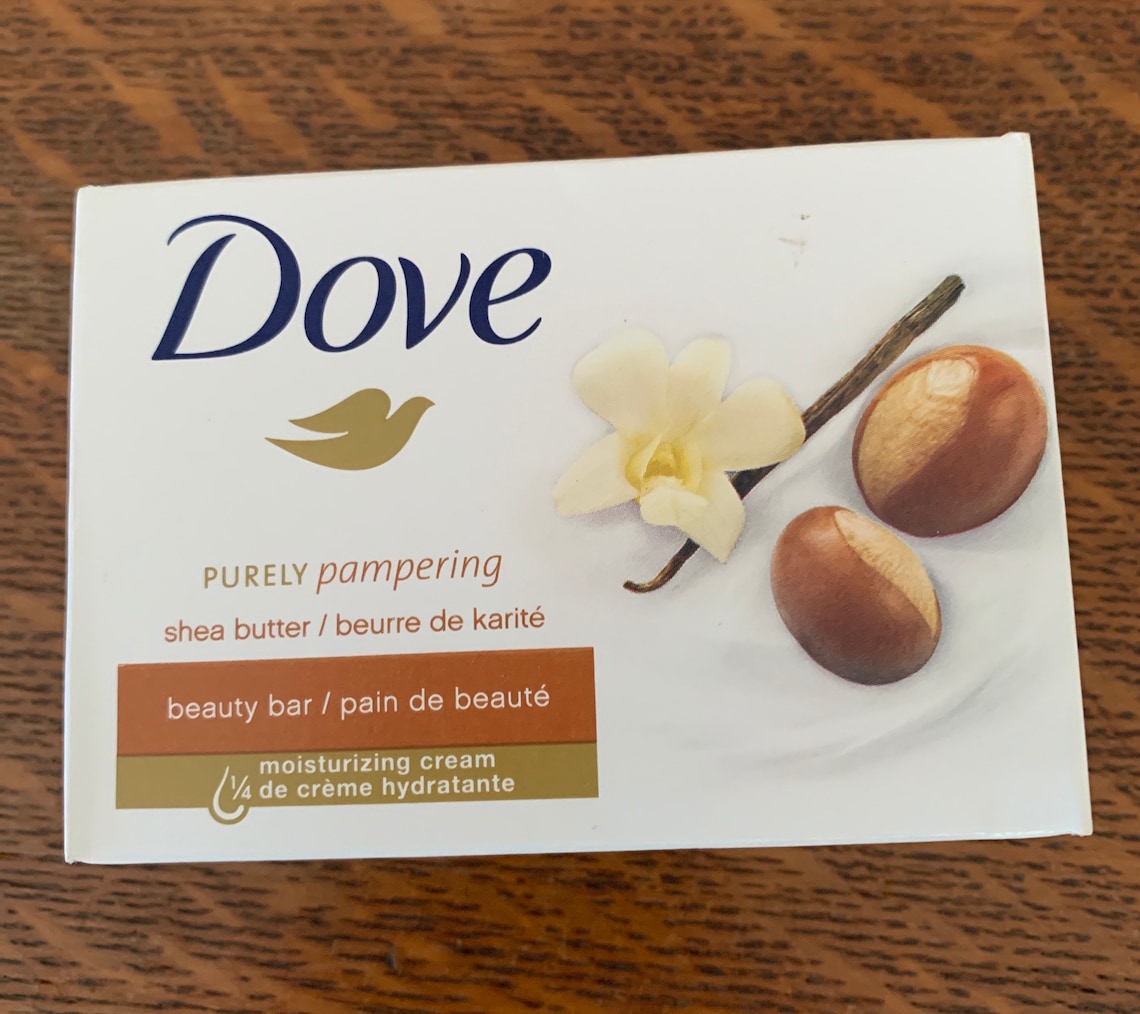 Dove
PURELY pampering
shea butter / beurre de karité
beauty bar / pain de beauté
moisturizing cream
¼ de crème hydratante